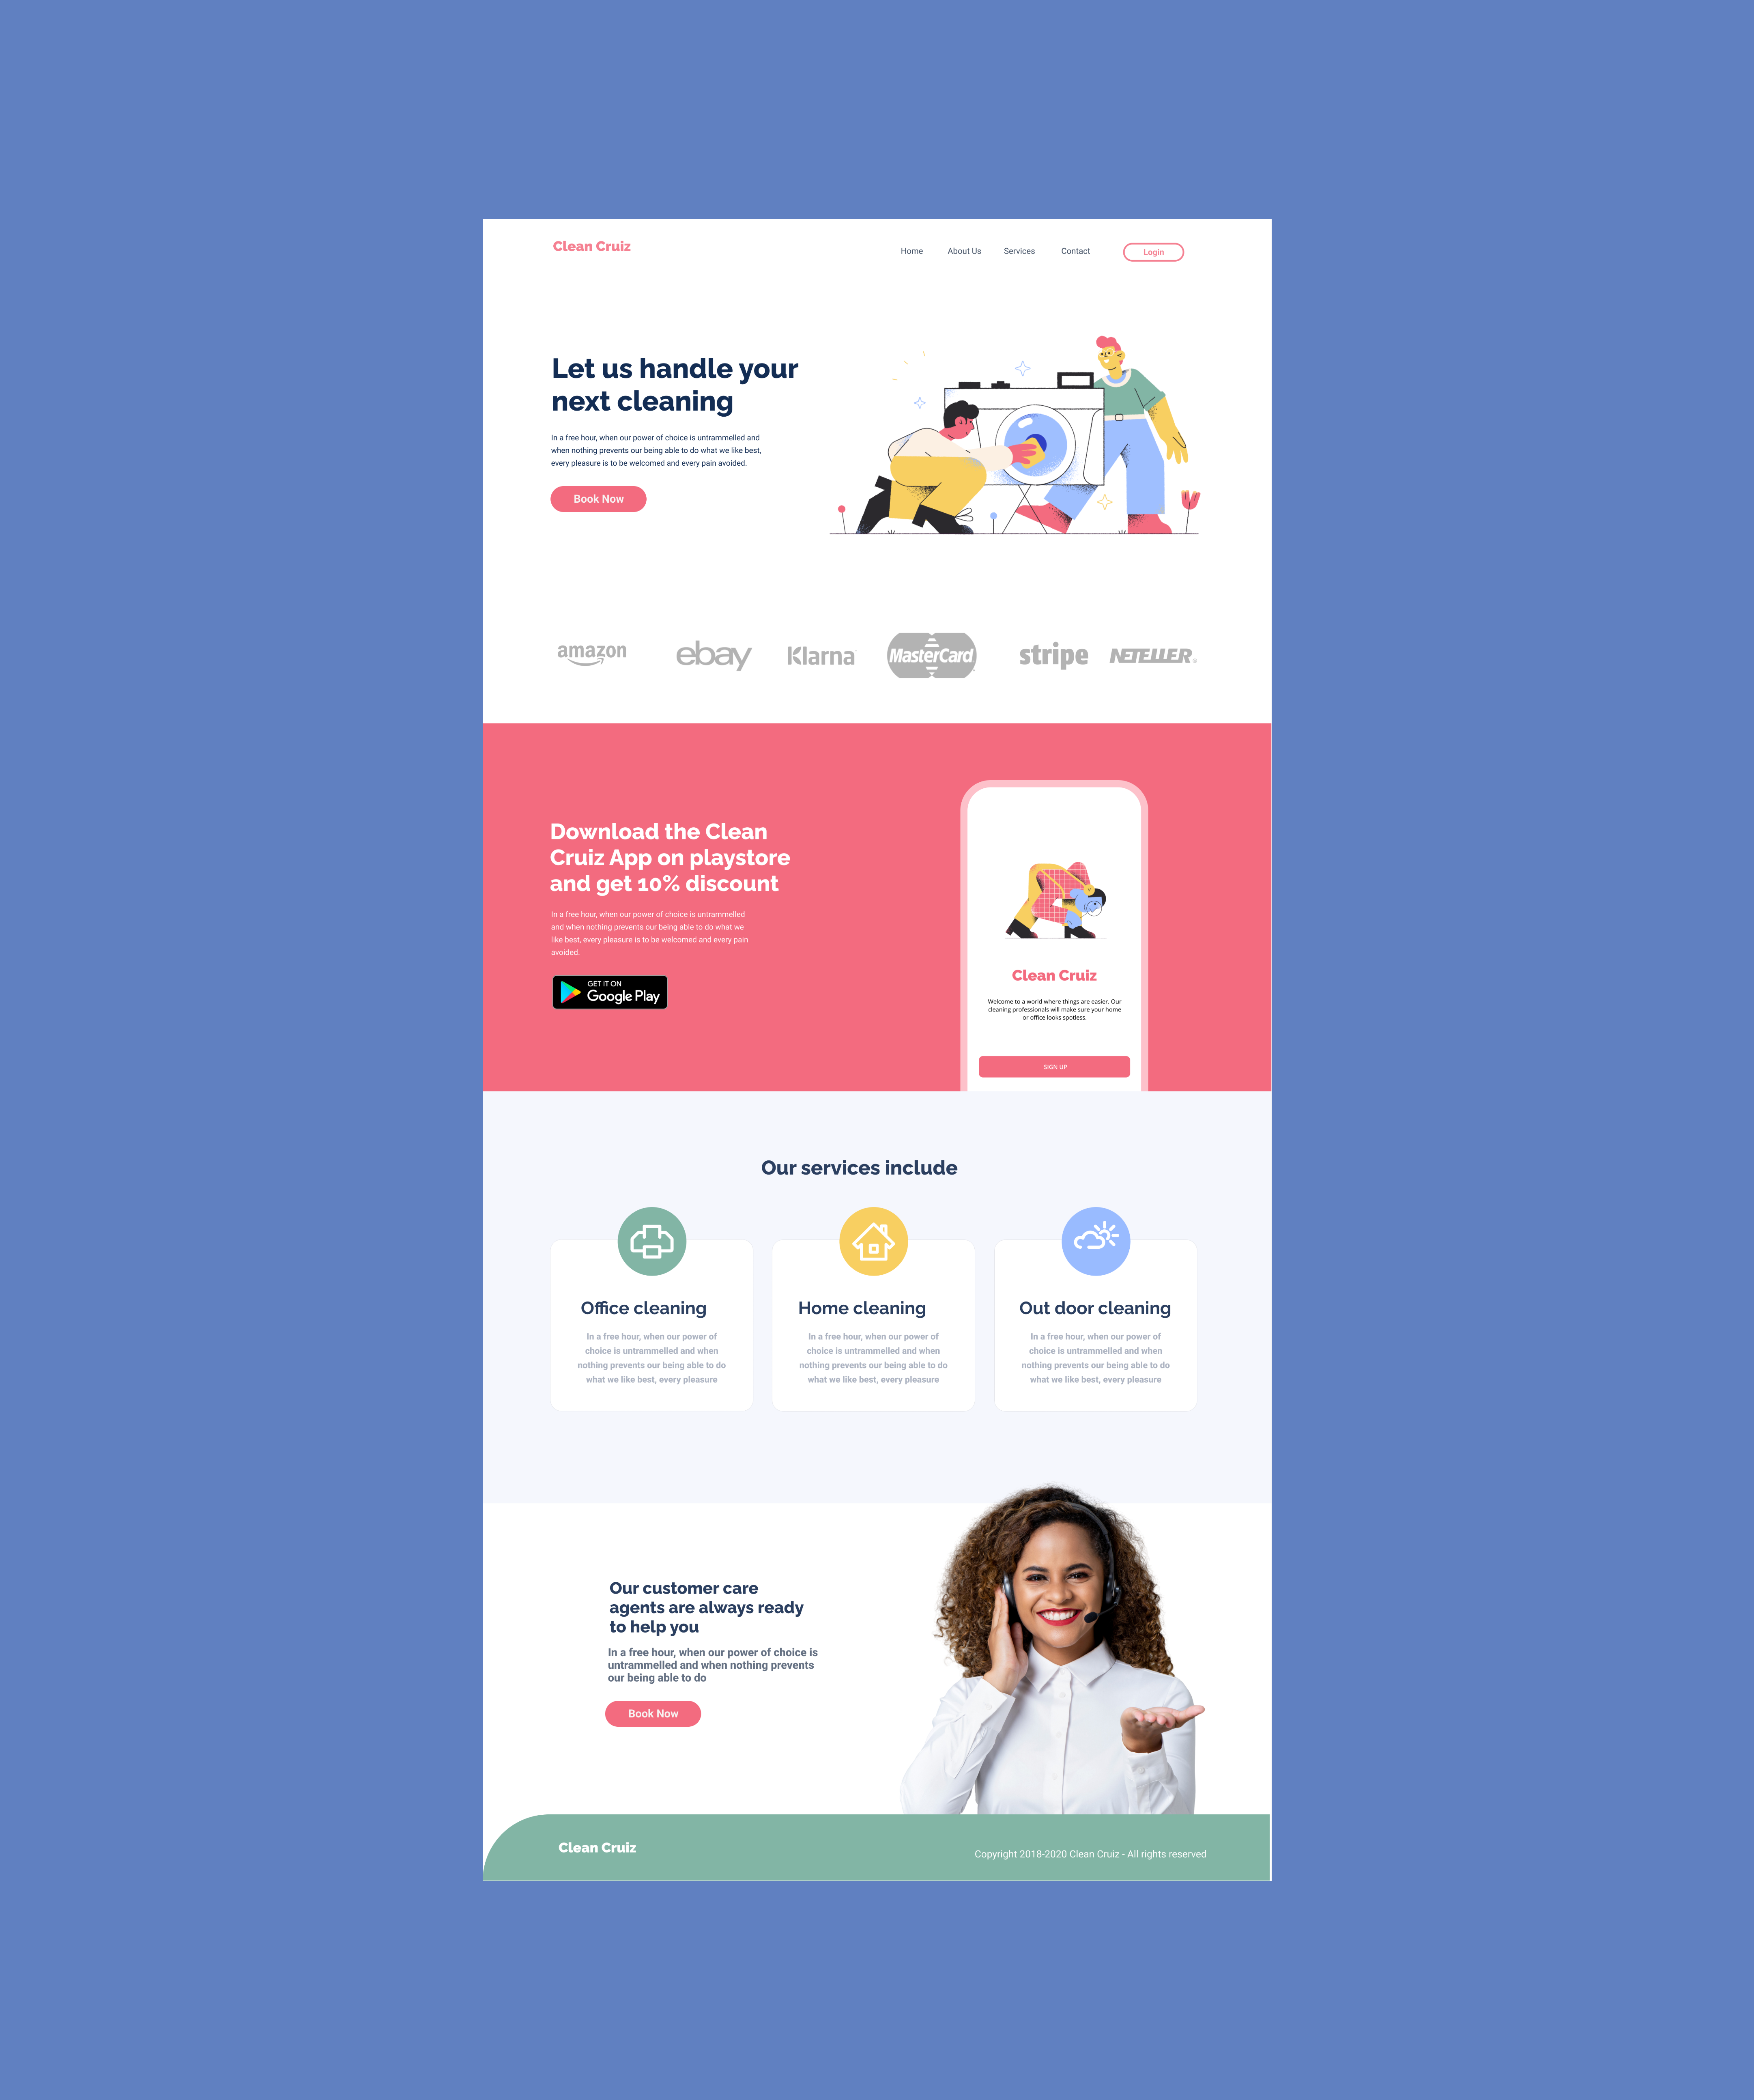 Clean Cruiz
Home About Us Services Contact Login
Let us handle your
next cleaning
In a free hour, when our power of choice is untrammelled and
when nothing prevents our being able to do what we like best,
every pleasure is to be welcomed and every pain avoided.
Book Now
amazon ebay Klarna MasterCard stripe NETELLER®
Download the Clean
Cruiz App on playstore
and get 10% discount
In a free hour, when our power of choice is untrammelled
and when nothing prevents our being able to do what we
like best, every pleasure is to be welcomed and every pain
avoided.
GET IT ON
Google Play
Clean Cruiz
Welcome to a world where things are easier. Our
cleaning professionals will make sure your home
or office looks spotless.
SIGN UP
Our services include
Office cleaning
In a free hour, when our power of
choice is untrammelled and when
nothing prevents our being able to do
what we like best, every pleasure
Home cleaning
In a free hour, when our power of
choice is untrammelled and when
nothing prevents our being able to do
what we like best, every pleasure
Out door cleaning
In a free hour, when our power of
choice is untrammelled and when
nothing prevents our being able to do
what we like best, every pleasure
Our customer care
agents are always ready
to help you
In a free hour, when our power of choice is
untrammelled and when nothing prevents
our being able to do
Book Now
Clean Cruiz
Copyright 2018-2020 Clean Cruiz - All rights reserved